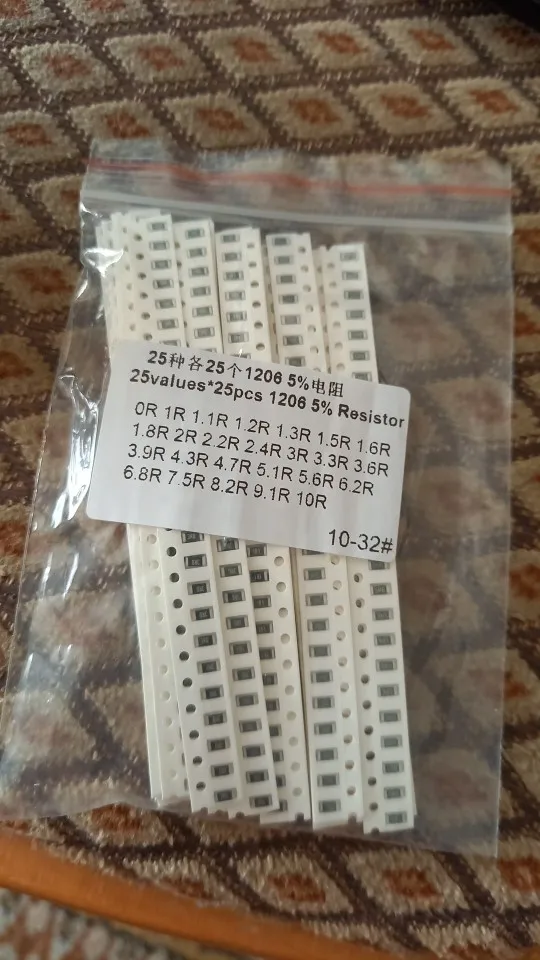 25种各25个1206 5%电阻
25values*25pcs 1206 5% Resistor
0R 1R 1.1R 1.2R 1.3R 1.5R 1.6R
1.8R 2R 2.2R 2.4R 3R 3.3R 3.6R
3.9R 4.3R 4.7R 5.1R 5.6R 6.2R
6.8R 7.5R 8.2R 9.1R 10R
10-32#